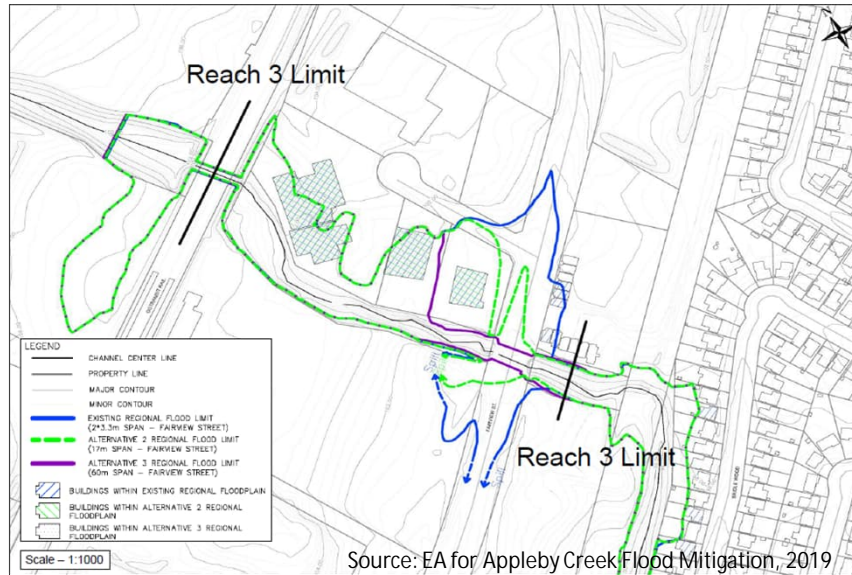 Reach 3 Limit
N
Spill
FAIRVIEW ST
Spill
Reach 3 Limit
BRIDLE WOOD
LEGEND
CHANNEL CENTER LINE
PROPERTY LINE
MAJOR CONTOUR
MINOR CONTOUR
EXISTING REGIONAL FLOOD LIMIT
(2*3.3m SPAN – FAIRVIEW STREET)
ALTERNATIVE 2 REGIONAL FLOOD LIMIT
(17m SPAN – FAIRVIEW STREET)
ALTERNATIVE 3 REGIONAL FLOOD LIMIT
(60m SPAN – FAIRVIEW STREET)
BUILDINGS WITHIN EXISTING REGIONAL FLOODPLAIN
BUILDINGS WITHIN ALTERNATIVE 2 REGIONAL
FLOODPLAIN
BUILDINGS WITHIN ALTERNATIVE 3 REGIONAL
FLOODPLAIN
Scale – 1:1000
Source: EA for Appleby Creek Flood Mitigation, 2019